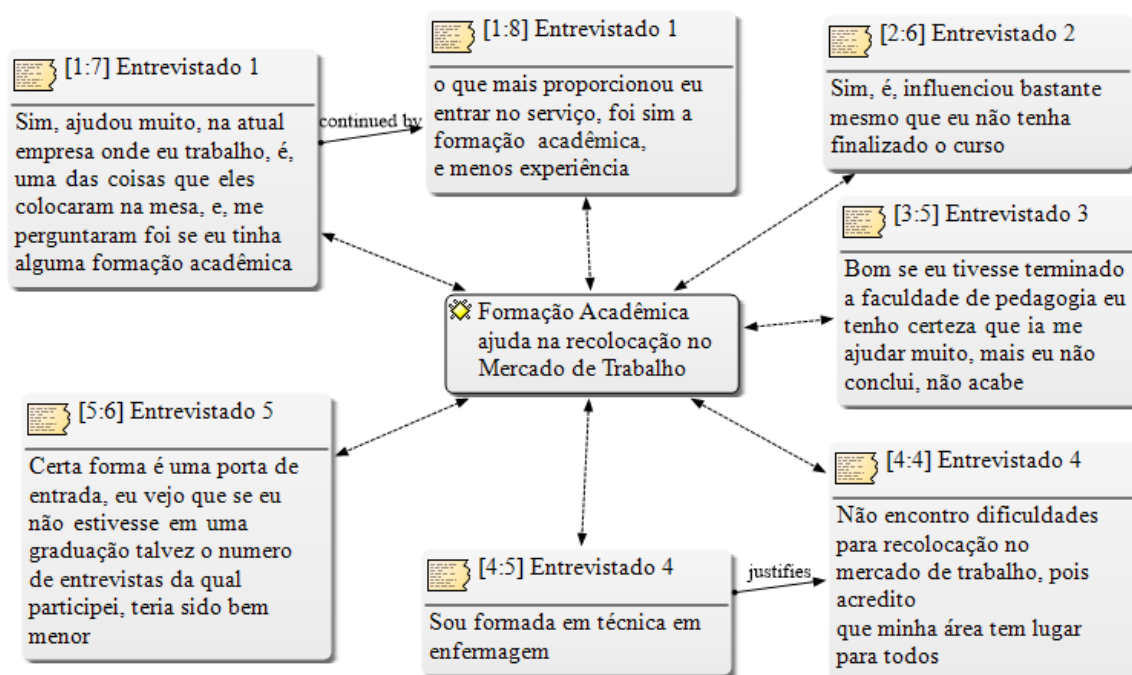 [1:7] Entrevistado 1
Sim, ajudou muito, na atual
empresa onde eu trabalho, é,
uma das coisas que eles
colocaram na mesa, e, me
perguntaram foi se eu tinha
alguma formação acadêmica
continued by
[1:8] Entrevistado 1
o que mais proporcionou eu
entrar no serviço, foi sim a
formação acadêmica,
e menos experiência
[2:6] Entrevistado 2
Sim, é, influenciou bastante
mesmo que eu não tenha
finalizado o curso
[3:5] Entrevistado 3
Bom se eu tivesse terminado
a faculdade de pedagogia eu
tenho certeza que ia me
ajudar muito, mais eu não
conclui, não acabe
Formação Acadêmica
ajuda na recolocação no
Mercado de Trabalho
[5:6] Entrevistado 5
Certa forma é uma porta de
entrada, eu vejo que se eu
não estivesse em uma
graduação talvez o numero
de entrevistas da qual
participei, teria sido bem
menor
[4:5] Entrevistado 4
Sou formada em técnica em
enfermagem
justifies
[4:4] Entrevistado 4
Não encontro dificuldades
para recolocação no
mercado de trabalho, pois
acredito
que minha área tem lugar
para todos